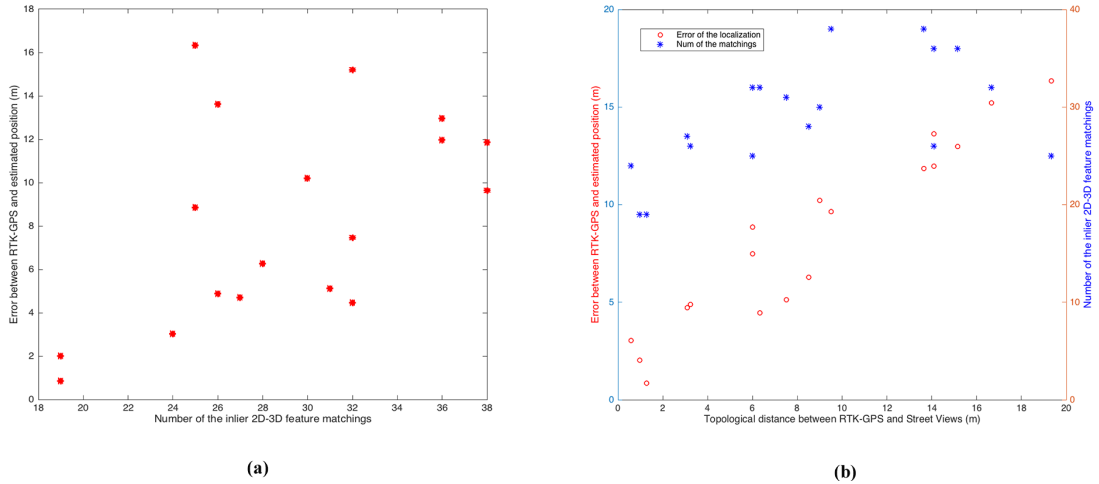 18
16
14
12
10
8
6
4
2
0
Error between RTK-GPS and estimated position (m)
18 20 22 24 26 28 30 32 34 36 38
Number of the inlier 2D-3D feature matchings
(a)
20
15
10
5
0
Error between RTK-GPS and estimated position (m)
Error of the localization
Num of the matchings
40
30
20
10
0
Number of the inlier 2D-3D feature matchings
0 2 4 6 8 10 12 14 16 18 20
Topological distance between RTK-GPS and Street Views (m)
(b)